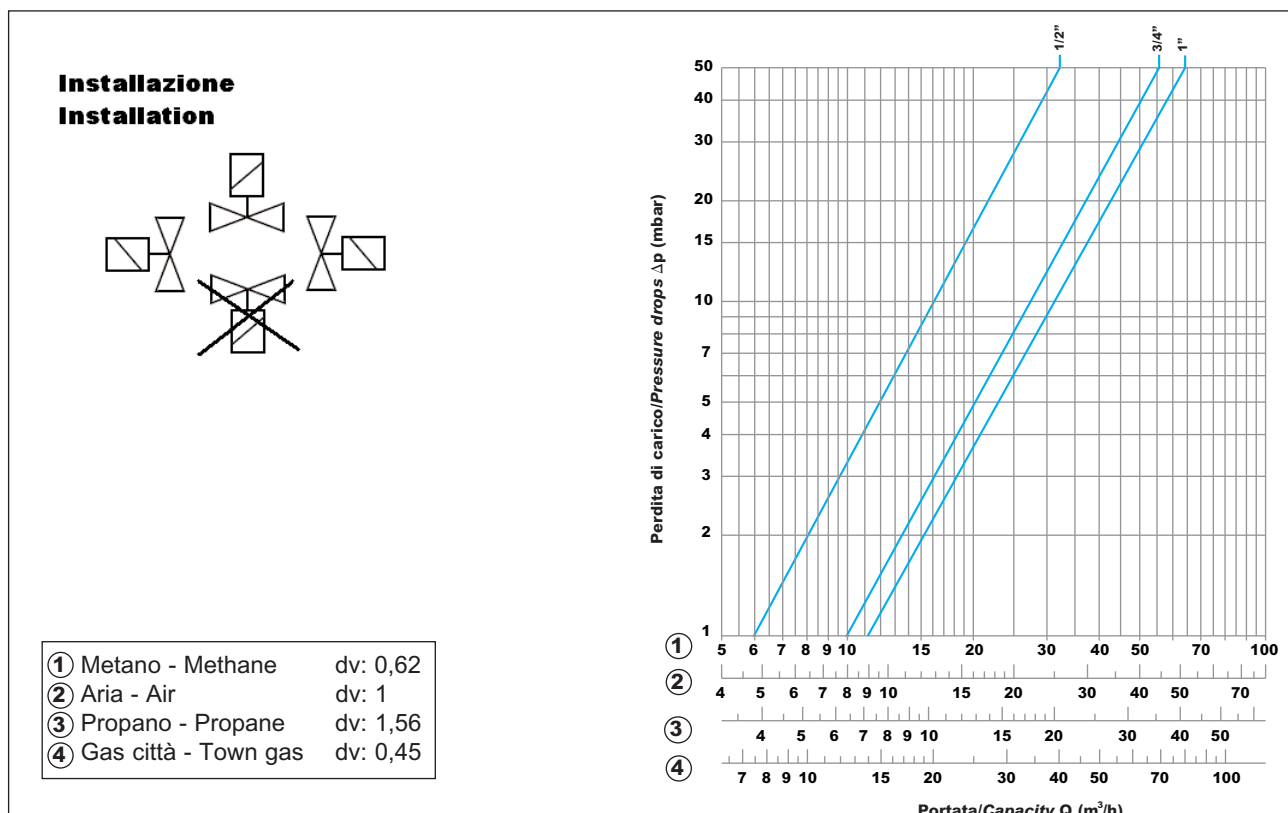 Installazione
Installation
1/2”
3/4”
1”
Perdita di carico/Pressure drops Δp (mbar)
50
40
30
20
15
10
7
5
4
3
2
1
1 5 6 7 8 9 10 15 20 30 40 50 60 70 80 100
2 4 5 6 7 8 9 10 15 20 30 40 50 70
3 4 5 6 7 8 9 10 15 20 30 40 50
4 7 8 9 10 15 20 30 40 50 70 100
Portata/Capacity Q (m³/h)
1 Metano - Methane dv: 0,62
2 Aria - Air dv: 1
3 Propano - Propane dv: 1,56
4 Gas città - Town gas dv: 0,45